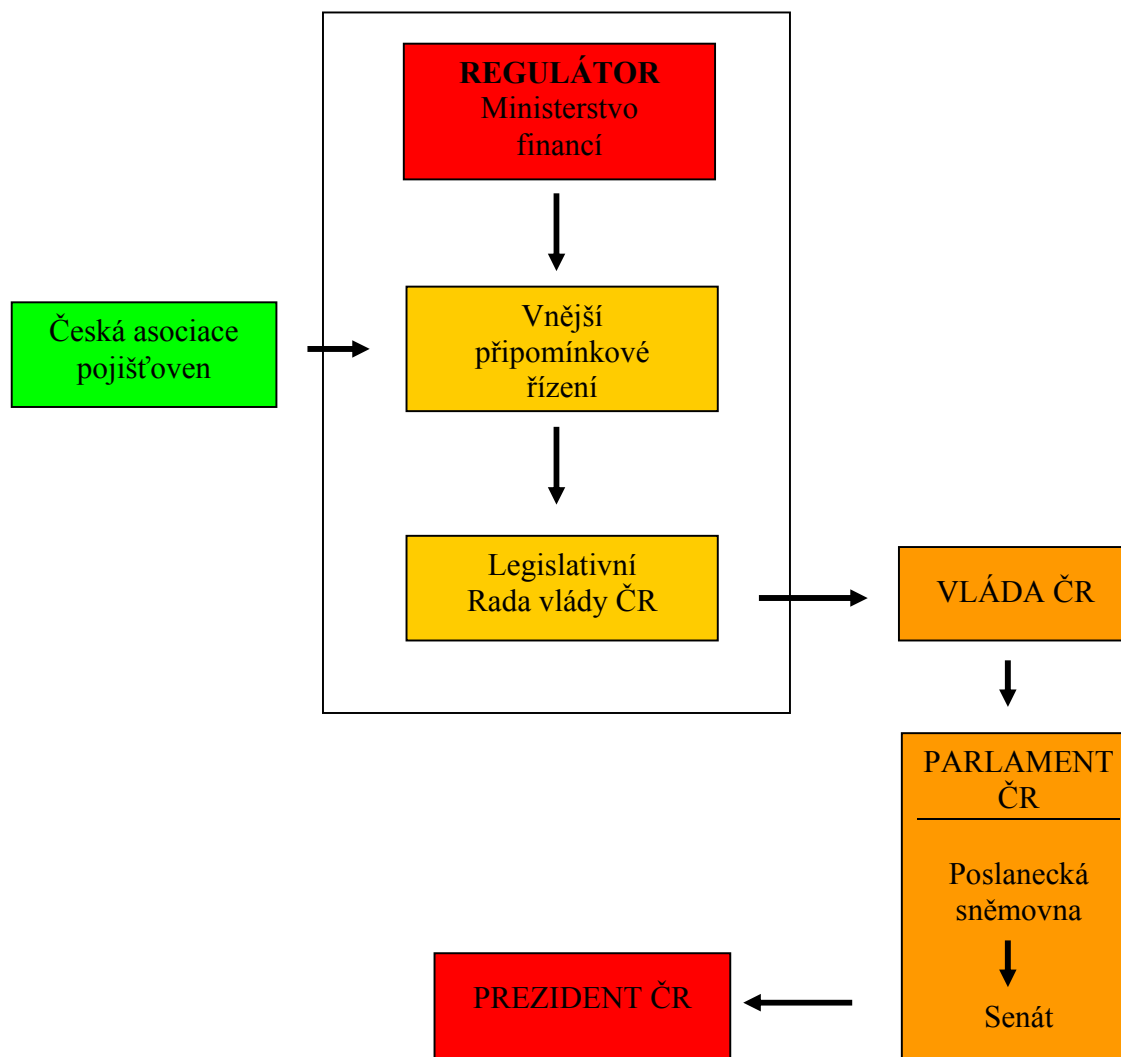 REGULÁTOR
Ministerstvo
financí
Česká asociace
pojišťoven
Vnější
připomínkové
řízení
Legislativní
Rada vlády ČR
VLÁDA ČR
PARLAMENT
ČR
Poslanecká
sněmovna
Senát
PREZIDENT ČR